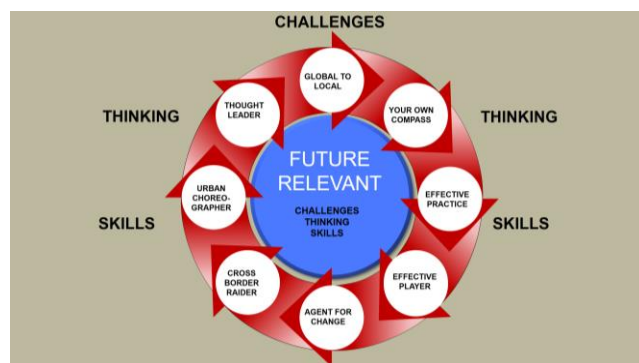 CHALLENGES
GLOBAL TO
LOCAL
THOUGHT
LEADER
YOUR OWN
COMPASS
THINKING
THINKING
FUTURE
RELEVANT
URBAN
CHOREO-
GRAPHER
EFFECTIVE
PRACTICE
CHALLENGES
THINKING
SKILLS
SKILLS
SKILLS
CROSS
BORDER
RAIDER
EFFECTIVE
PLAYER
AGENT FOR
CHANGE